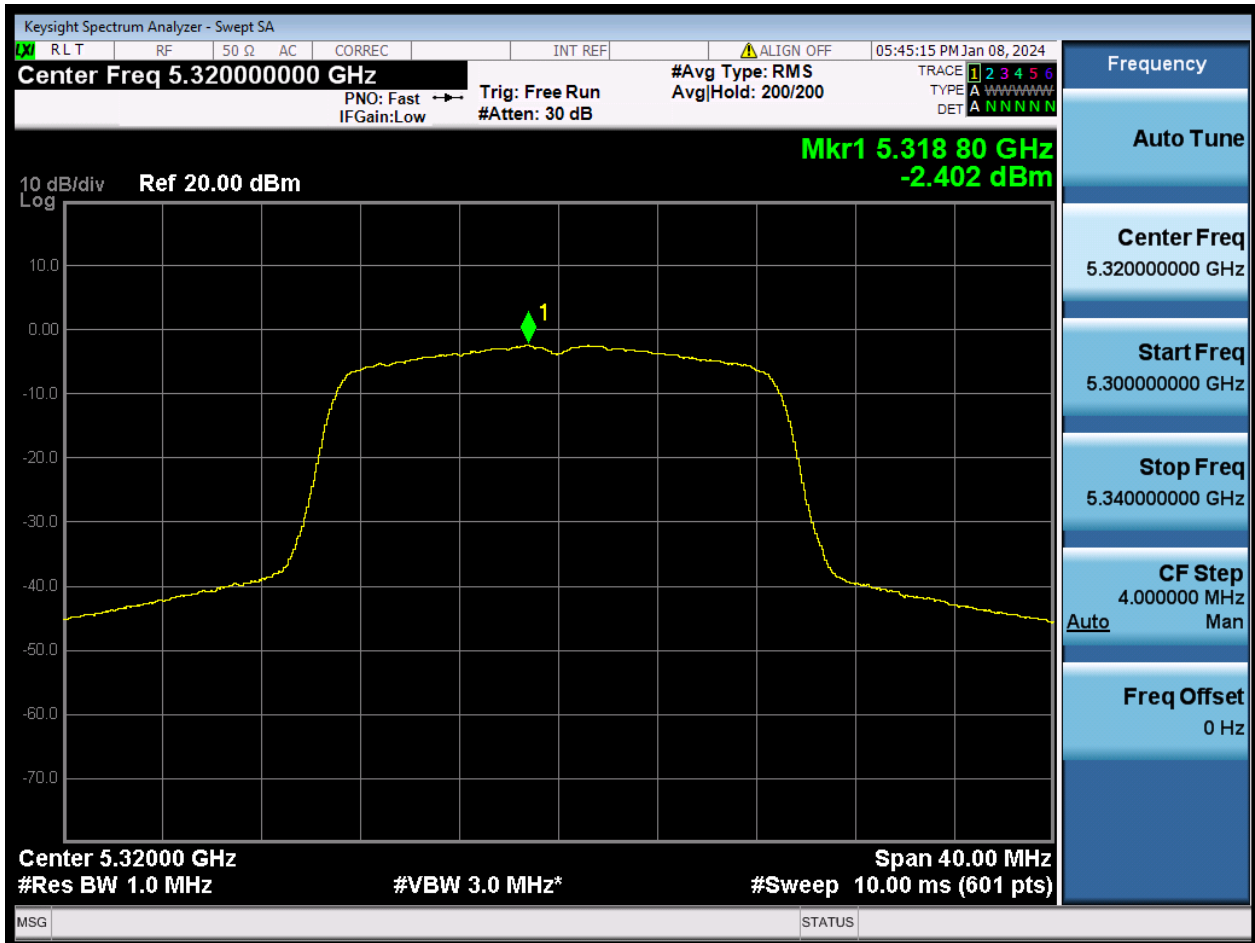 Keysight Spectrum Analyzer - Swept SA
LXI RLT RF 50 Ω AC CORREC INT REF ALIGN OFF 05:45:15 PM Jan 08, 2024
Center Freq 5.320000000 GHz
PNO: Fast
IFGain:Low
Trig: Free Run
#Atten: 30 dB
#Avg Type: RMS
Avg|Hold: 200/200
TRACE 1 2 3 4 5 6
TYPE A WWWWW
DET A N N N N N
Mkr1 5.318 80 GHz
-2.402 dBm
10 dB/div Ref 20.00 dBm
Log
1
10.0
0.00
-10.0
-20.0
-30.0
-40.0
-50.0
-60.0
-70.0
Center 5.32000 GHz Span 40.00 MHz
#Res BW 1.0 MHz #VBW 3.0 MHz* #Sweep 10.00 ms (601 pts)
MSG STATUS
Frequency
Auto Tune
Center Freq
5.320000000 GHz
Start Freq
5.300000000 GHz
Stop Freq
5.340000000 GHz
CF Step
4.000000 MHz
Auto Man
Freq Offset
0 Hz